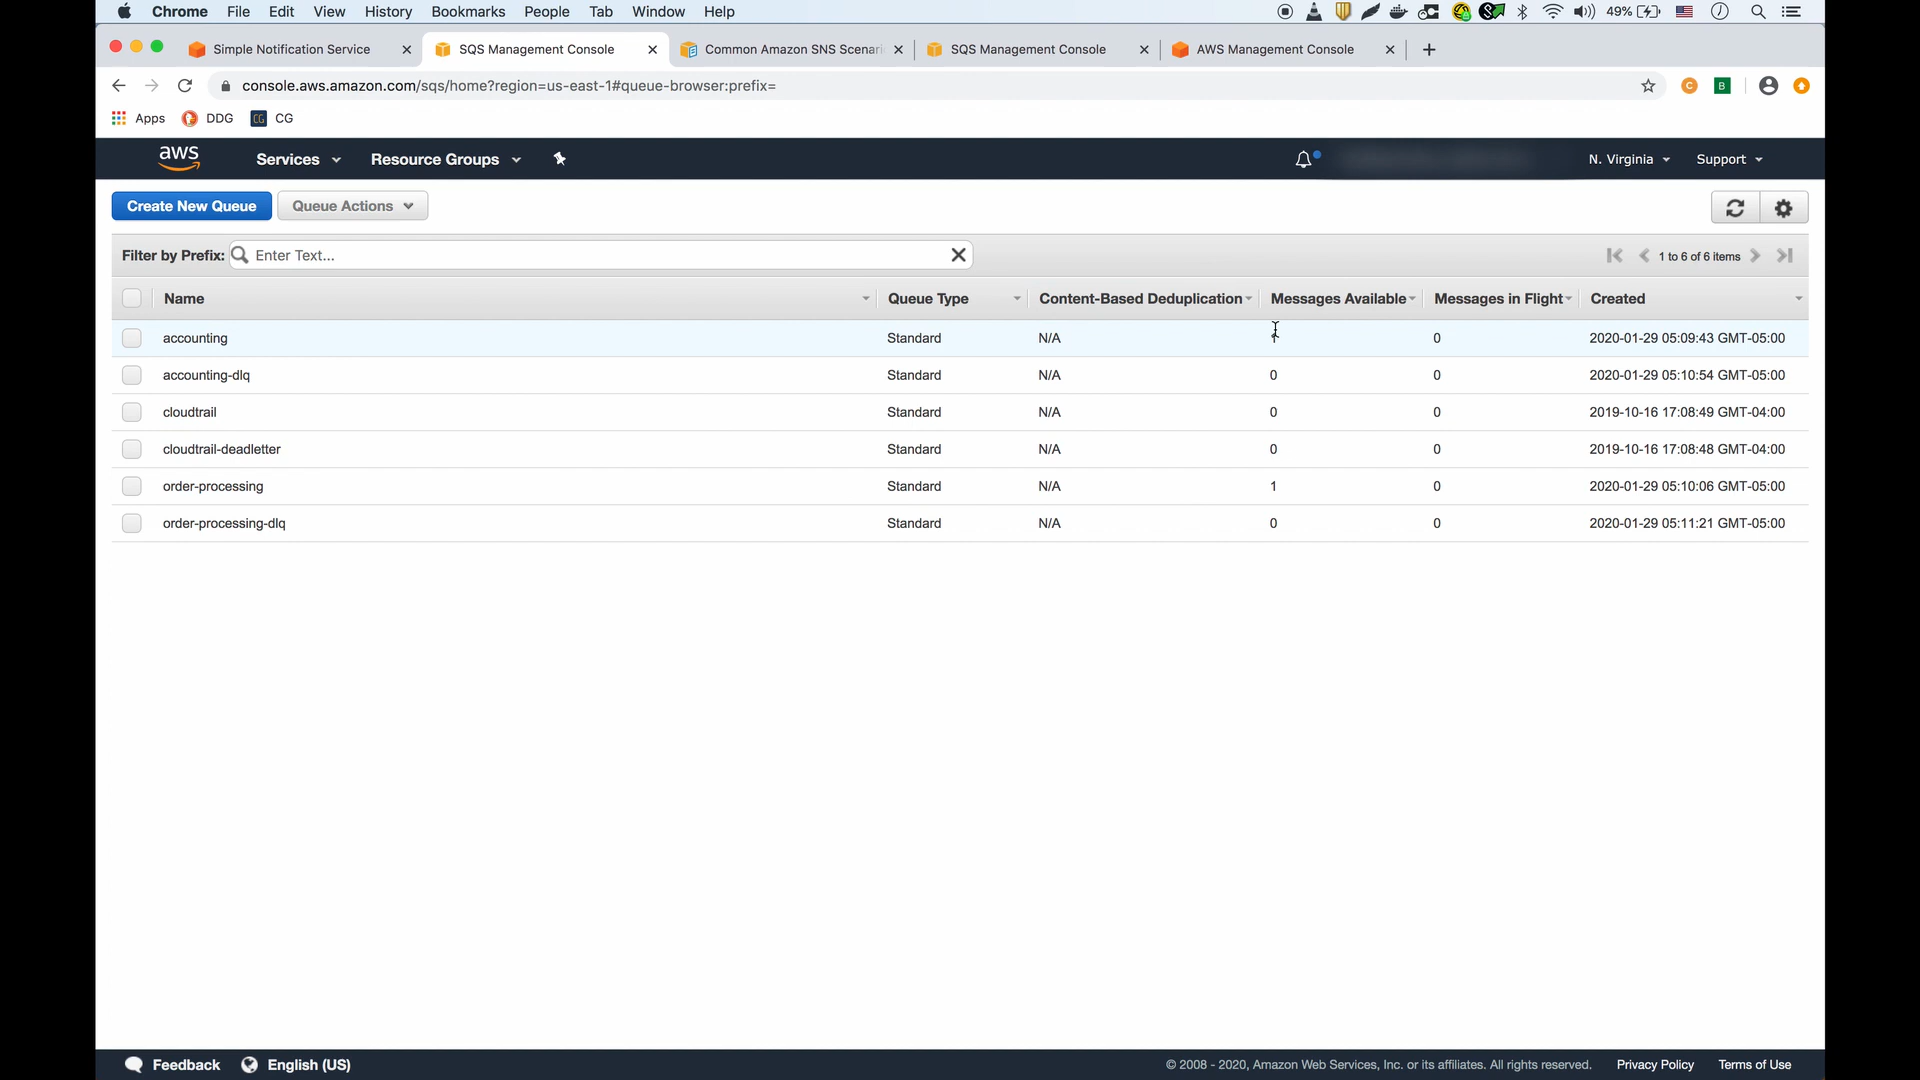 Chrome File Edit View History Bookmarks People Tab Window Help 49%
Simple Notification Service SQS Management Console Common Amazon SNS Scenari SQS Management Console AWS Management Console
console.aws.amazon.com/sqs/home?region=us-east-1#queue-browser:prefix=
Apps DDG CG CG
aws Services Resource Groups N. Virginia Support
Create New Queue Queue Actions
Filter by Prefix: Enter Text... 1 to 6 of 6 items
Name Queue Type Content-Based Deduplication Messages Available Messages in Flight Created
accounting Standard N/A 0 2020-01-29 05:09:43 GMT-05:00
accounting-dlq Standard N/A 0 0 2020-01-29 05:10:54 GMT-05:00
cloudtrail Standard N/A 0 0 2019-10-16 17:08:49 GMT-04:00
cloudtrail-deadletter Standard N/A 0 0 2019-10-16 17:08:48 GMT-04:00
order-processing Standard N/A 1 0 2020-01-29 05:10:06 GMT-05:00
order-processing-dlq Standard N/A 0 0 2020-01-29 05:11:21 GMT-05:00
Feedback English (US) © 2008 - 2020, Amazon Web Services, Inc. or its affiliates. All rights reserved. Privacy Policy Terms of Use